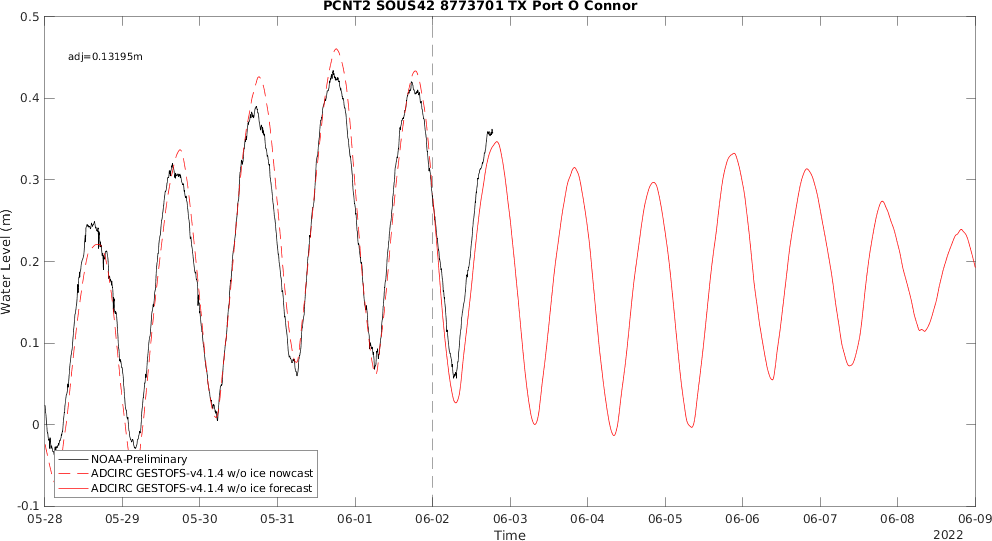 PCNT2 SOUS42 8773701 TX Port O Connor
adj=0.13195m
Water Level (m)
0.5
0.4
0.3
0.2
0.1
0
-0.1
NOAA-Preliminary
ADCIRC GESTOFS-v4.1.4 w/o ice nowcast
ADCIRC GESTOFS-v4.1.4 w/o ice forecast
05-28 05-29 05-30 05-31 06-01 06-02 06-03 06-04 06-05 06-06 06-07 06-08 06-09
Time
2022